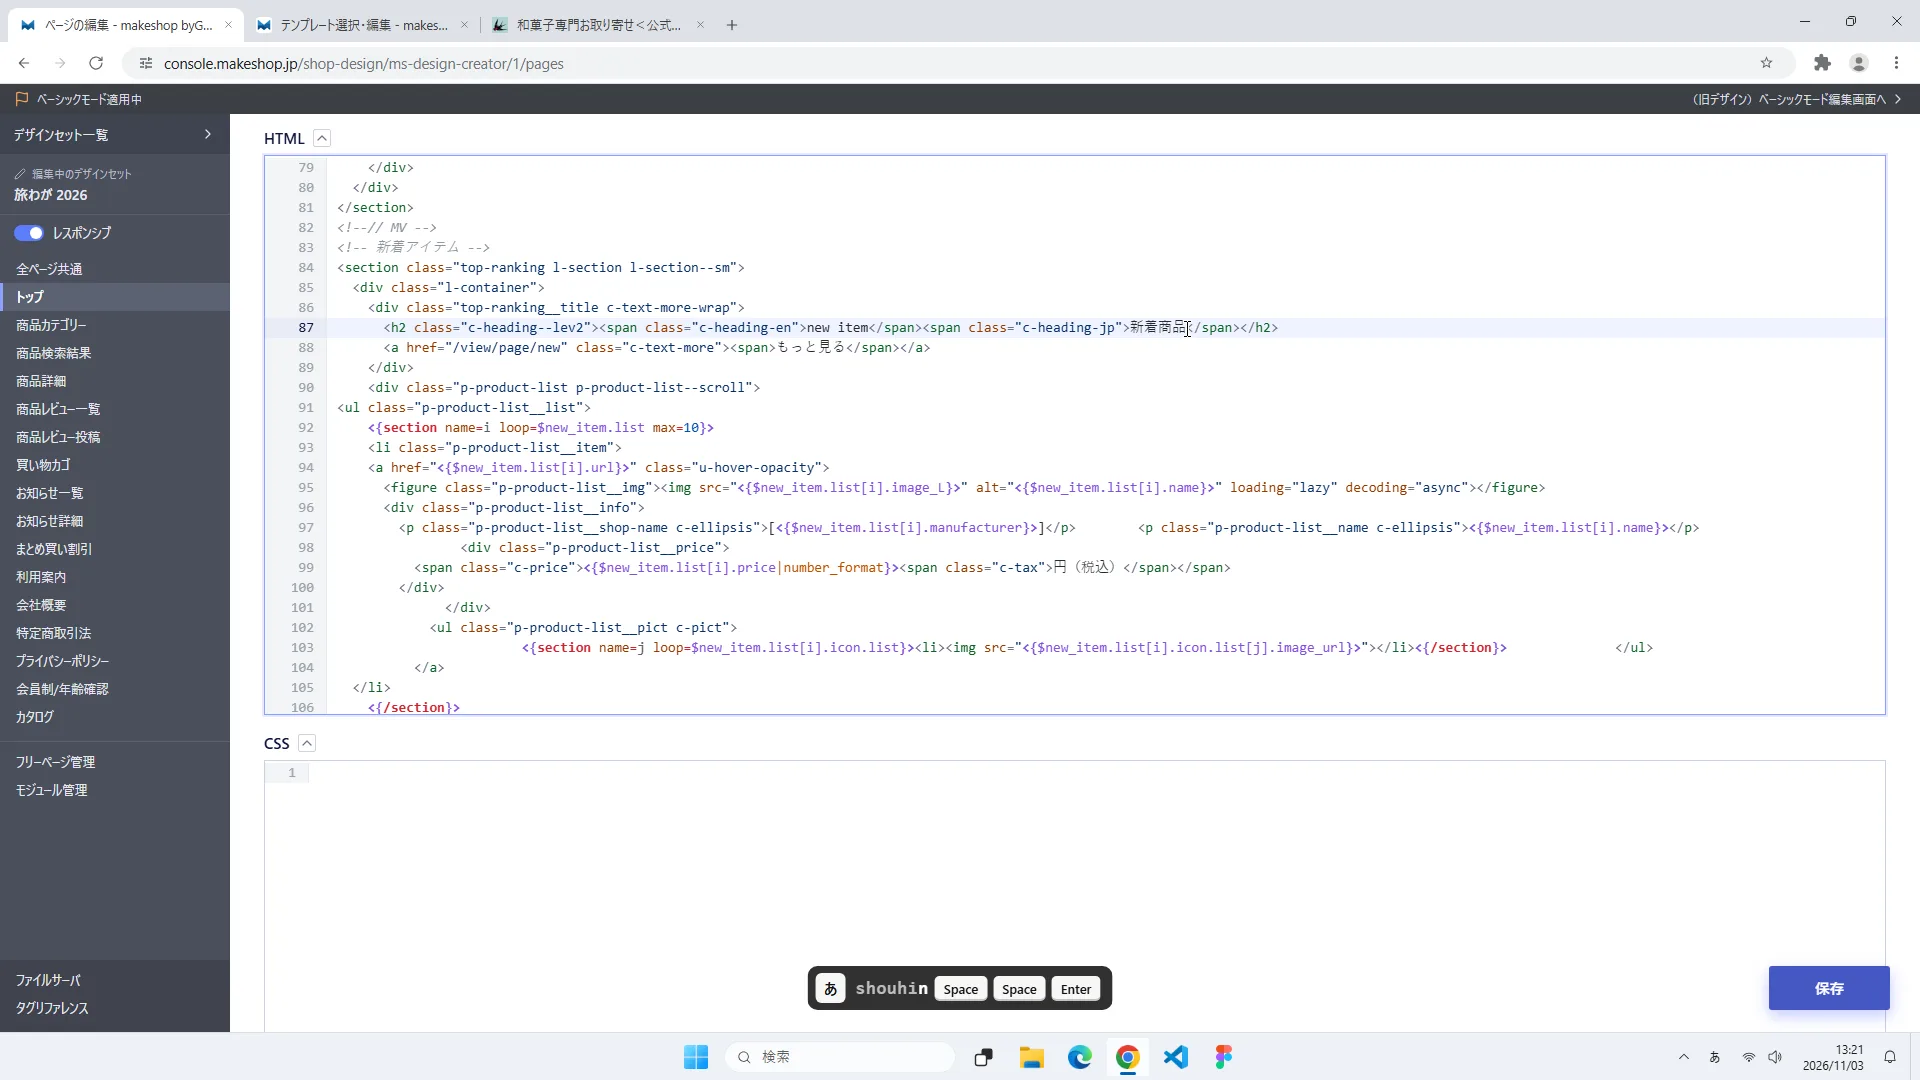 ページの編集 - makeshop byG...
テンプレート選択・編集 - makes...
和菓子専門お取り寄せ＜公式...
console.makeshop.jp/shop-design/ms-design-creator/1/pages
ベーシックモード適用中
（旧デザイン）ベーシックモード編集画面へ
デザインセット一覧
編集中のデザインセット
旅わが 2026
レスポンシブ
全ページ共通
トップ
商品カテゴリー
商品検索結果
商品詳細
商品レビュー一覧
商品レビュー投稿
買い物カゴ
お知らせ一覧
お知らせ詳細
まとめ買い割引
利用案内
会社概要
特定商取引法
プライバシーポリシー
会員制/年齢確認
カタログ
フリーページ管理
モジュール管理
ファイルサーバ
タグリファレンス
HTML
79 </div>
80 </div>
81 </section>
82 <!--// MV -->
83 <!-- 新着アイテム -->
84 <section class="top-ranking l-section l-section--sm">
85 <div class="l-container">
86 <div class="top-ranking__title c-text-more-wrap">
87 <h2 class="c-heading--lev2"><span class="c-heading-en">new item</span><span class="c-heading-jp">新着商品</span></h2>
88 <a href="/view/page/new" class="c-text-more"><span>もっと見る</span></a>
89 </div>
90 <div class="p-product-list p-product-list--scroll">
91 <ul class="p-product-list__list">
92 <{section name=i loop=$new_item.list max=10}>
93 <li class="p-product-list__item">
94 <a href="<{$new_item.list[i].url}>" class="u-hover-opacity">
95 <figure class="p-product-list__img"><img src="<{$new_item.list[i].image_L}>" alt="<{$new_item.list[i].name}>" loading="lazy" decoding="async"></figure>
96 <div class="p-product-list__info">
97 <p class="p-product-list__shop-name c-ellipsis">[<{$new_item.list[i].manufacturer}>]</p> <p class="p-product-list__name c-ellipsis"><{$new_item.list[i].name}></p>
98 <div class="p-product-list__price">
99 <span class="c-price"><{$new_item.list[i].price|number_format}><span class="c-tax">円（税込）</span></span>
100 </div>
101 </div>
102 <ul class="p-product-list__pict c-pict">
103 <{section name=j loop=$new_item.list[i].icon.list}><li><img src="<{$new_item.list[i].icon.list[j].image_url}>"></li><{/section}> </ul>
104 </a>
105 </li>
106 <{/section}>
CSS
1
あ shouhin Space Space Enter
保存
検索
あ
13:21
2026/11/03